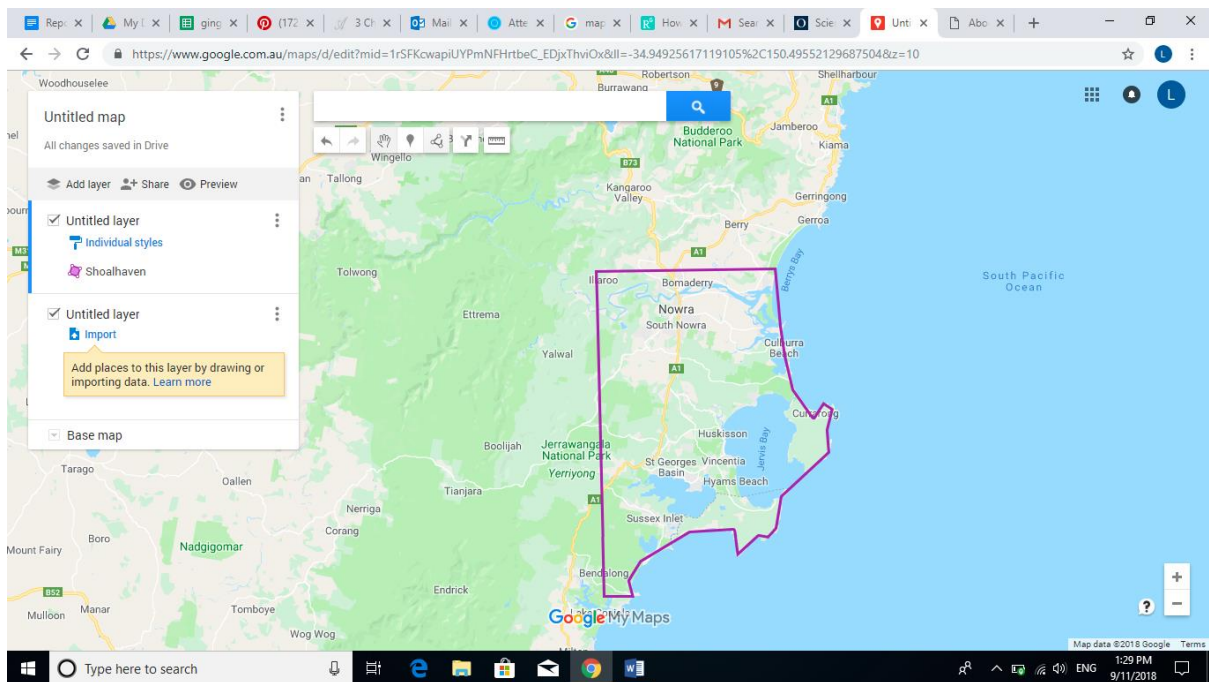 Repo
My D
ging
(172
3 Ch
Mail
Atte
map
How
Sear
Scie
Unti
Abo
https://www.google.com.au/maps/d/edit?mid=1rSFKcwapiUYPmNFHrtbeC_EDjxThviOx&ll=-34.94925617119105%2C150.49552129687504&z=10
L
Untitled map
All changes saved in Drive
Add layer
Share
Preview
Untitled layer
Individual styles
Shoalhaven
Untitled layer
Import
Add places to this layer by drawing or
importing data. Learn more
Base map
Woodhouselee
Robertson
Burrawang
Shellharbour
A1
L
Budderoo
National Park
Jamberoo
Kiama
Wingello
B73
Tallong
Kangaroo
Valley
Gerringong
Berry
Gerroa
A1
Berrys Bay
South Pacific
Ocean
Tolwong
Illaroo
Bomaderry
Ettrema
Nowra
South Nowra
Culburra
Beach
Yalwal
A1
Currarong
Huskisson
Jervis Bay
Boolijah
Jerrawangala
National Park
Yerriyong
St Georges
Basin
Vincentia
Hyams Beach
Tarago
Oallen
Tianjara
A1
Nerriga
Sussex Inlet
Corang
Boro
Mount Fairy
Nadgigomar
Bendalong
B52
Endrick
Manar
Mulloon
Tomboye
Google My Maps
Wog Wog
Map data ©2018 Google
Terms
Type here to search
ENG
1:29 PM
9/11/2018